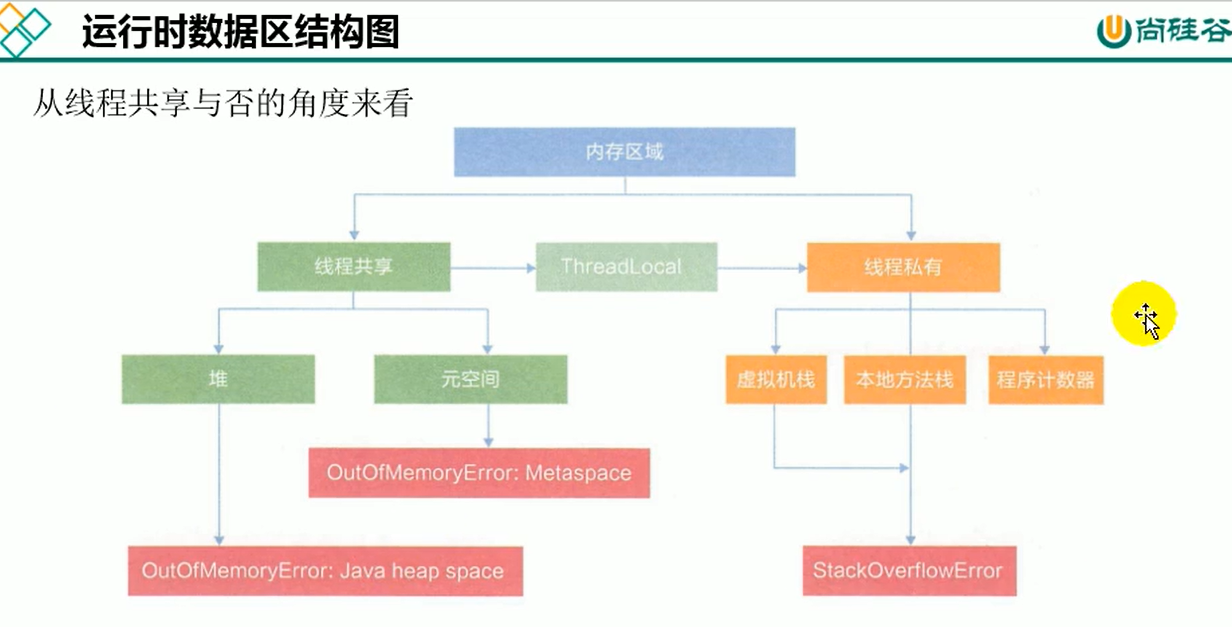 运行时数据区结构图
尚硅谷
从线程共享与否的角度来看
内存区域
线程共享
ThreadLocal
线程私有
堆
元空间
虚拟机栈
本地方法栈
程序计数器
OutOfMemoryError: Metaspace
OutOfMemoryError: Java heap space
StackOverflowError